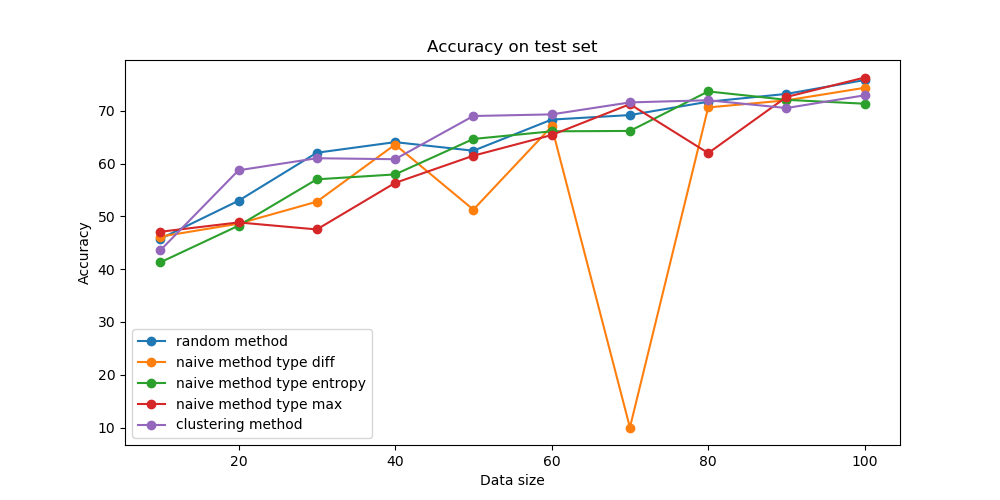 Accuracy on test set
Accuracy
70
60
50
40
30
20
10
random method
naive method type diff
naive method type entropy
naive method type max
clustering method
20 40 60 80 100
Data size